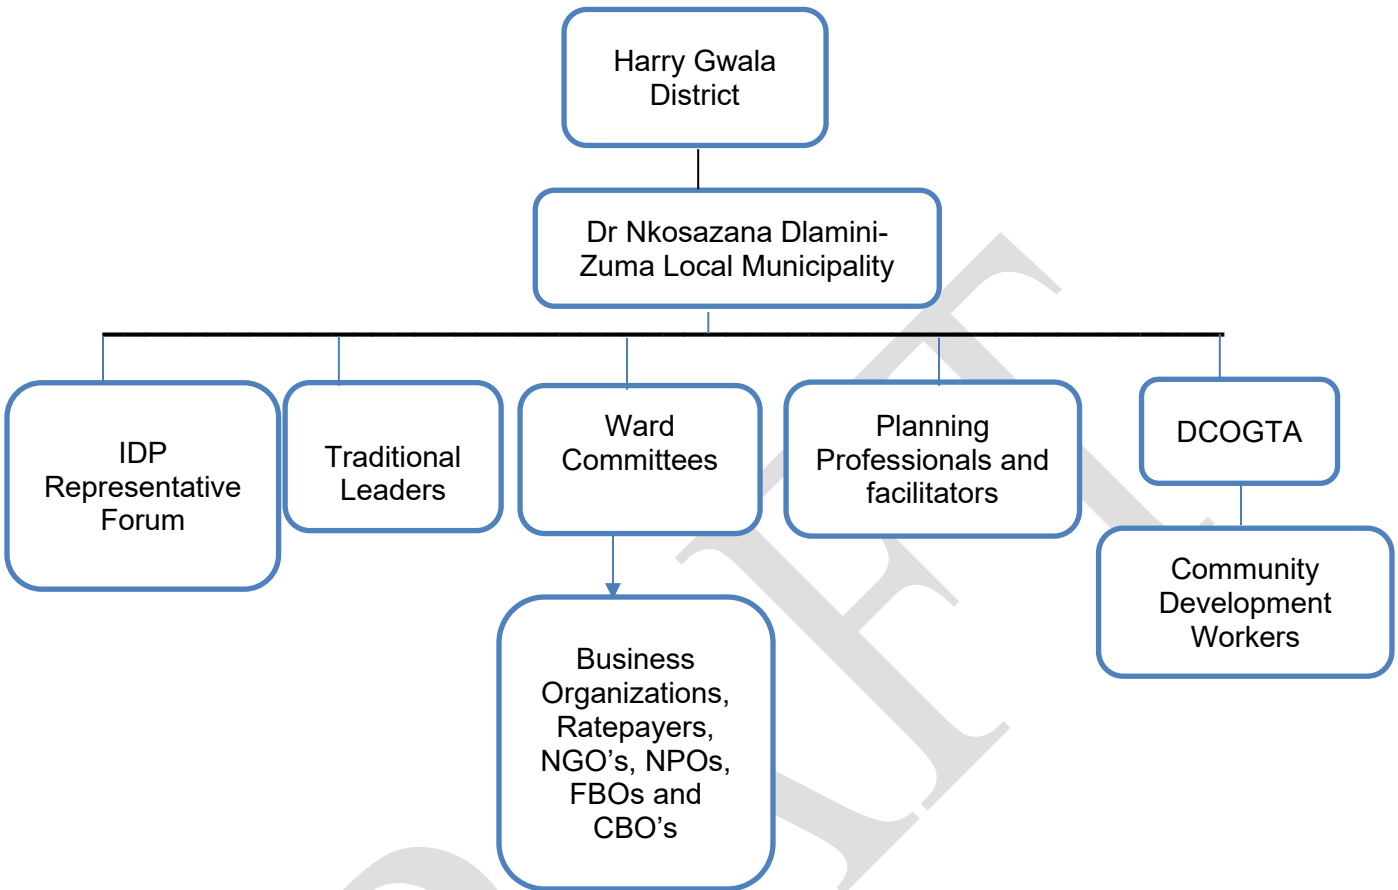 Harry Gwala
District
Dr Nkosazana Dlamini-
Zuma Local Municipality
IDP
Representative
Forum
Traditional
Leaders
Ward
Committees
Planning
Professionals and
facilitators
DCOGTA
Community
Development
Workers
Business
Organizations,
Ratepayers,
NGO’s, NPOs,
FBOs and
CBO’s